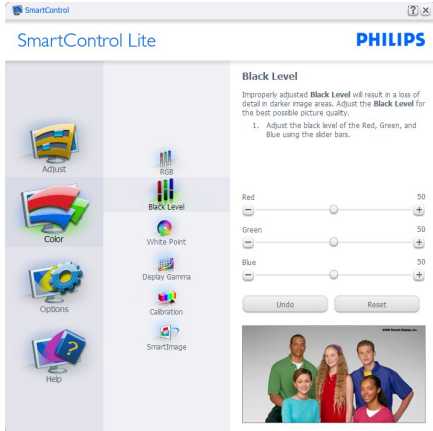 SmartControl
SmartControl Lite
PHILIPS
Adjust
Color
Options
Help
RGB
Black Level
White Point
Display Gamma
Calibration
SmartImage
Black Level
Improperly adjusted Black Level will result in a loss of
detail in darker image areas. Adjust the Black Level for
the best possible picture quality.
1. Adjust the black level of the Red, Green, and
Blue using the slider bars.
Red 50
Green 50
Blue 50
Undo Reset